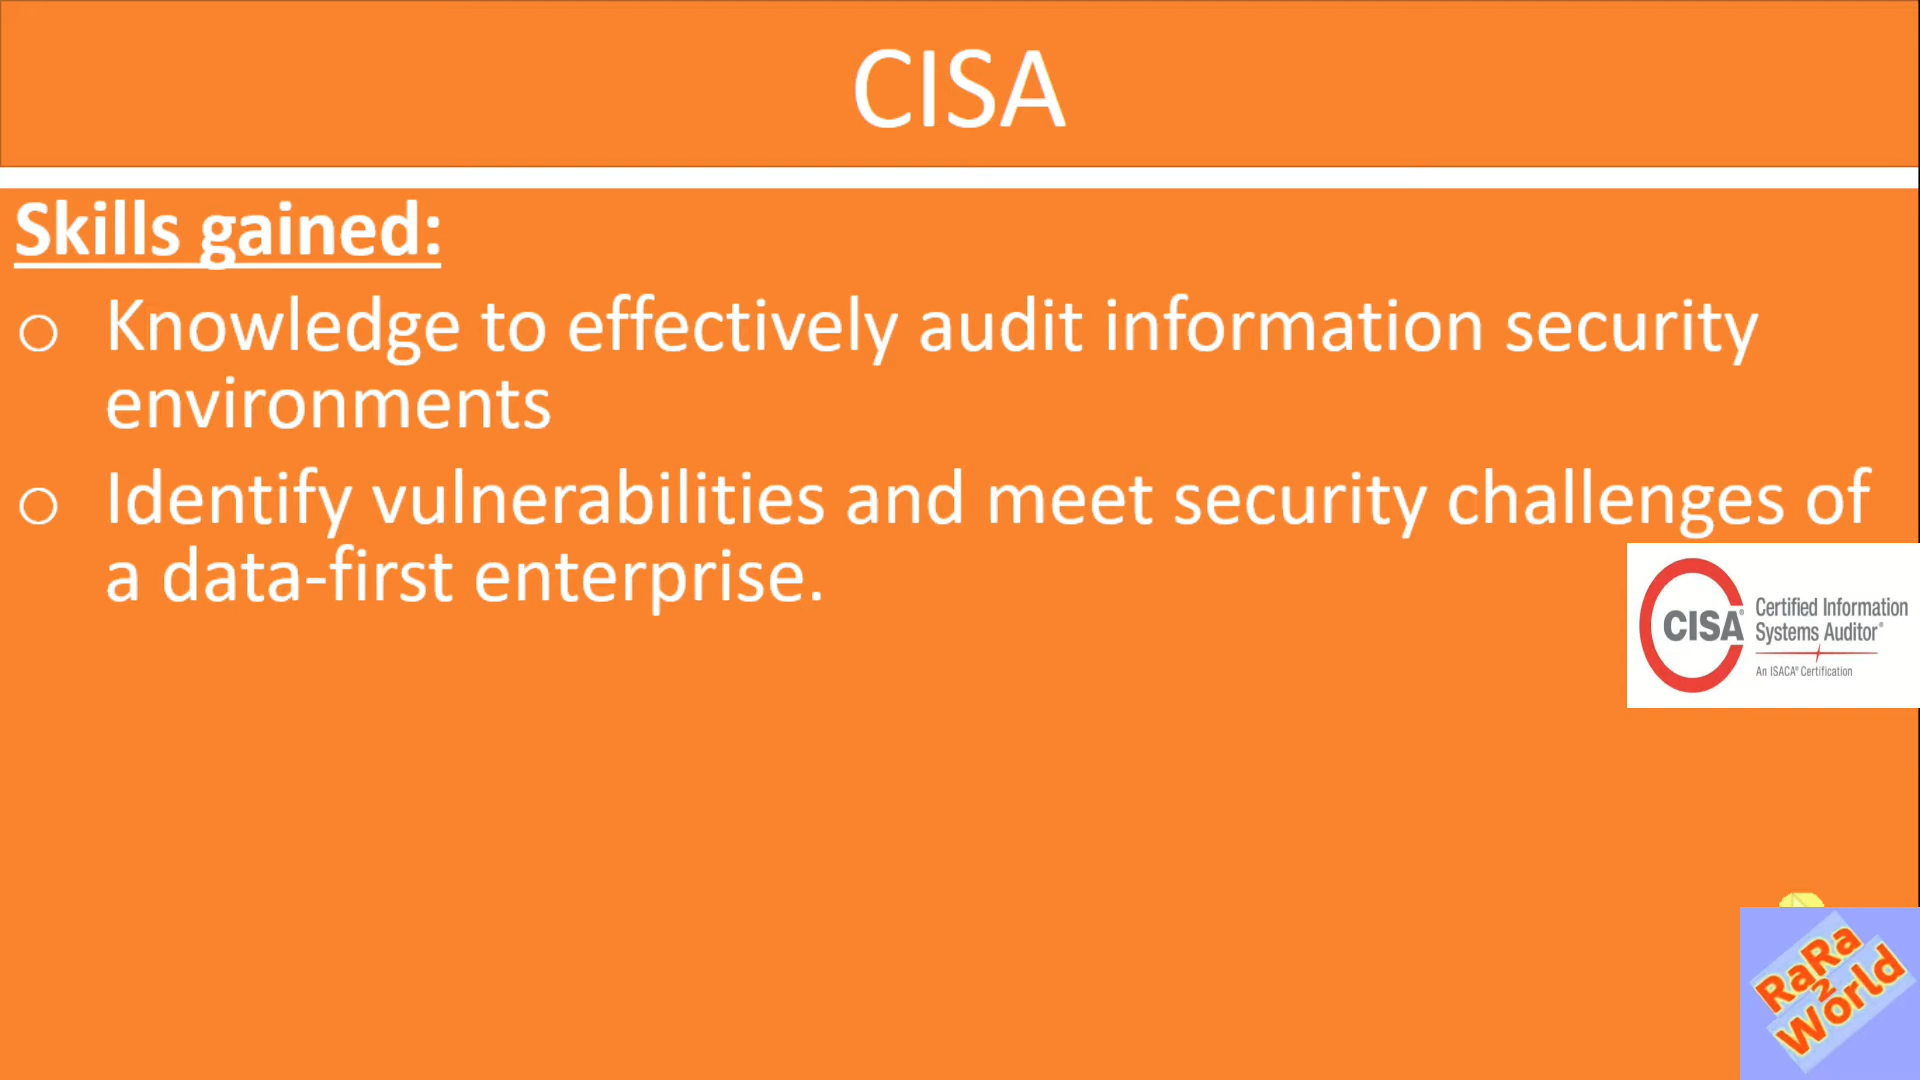 CISA
Skills gained:
o Knowledge to effectively audit information security
environments
o Identify vulnerabilities and meet security challenges of
a data-first enterprise.
CISA®
Certified Information
Systems Auditor®
An ISACA® Certification
RaRa
2
World